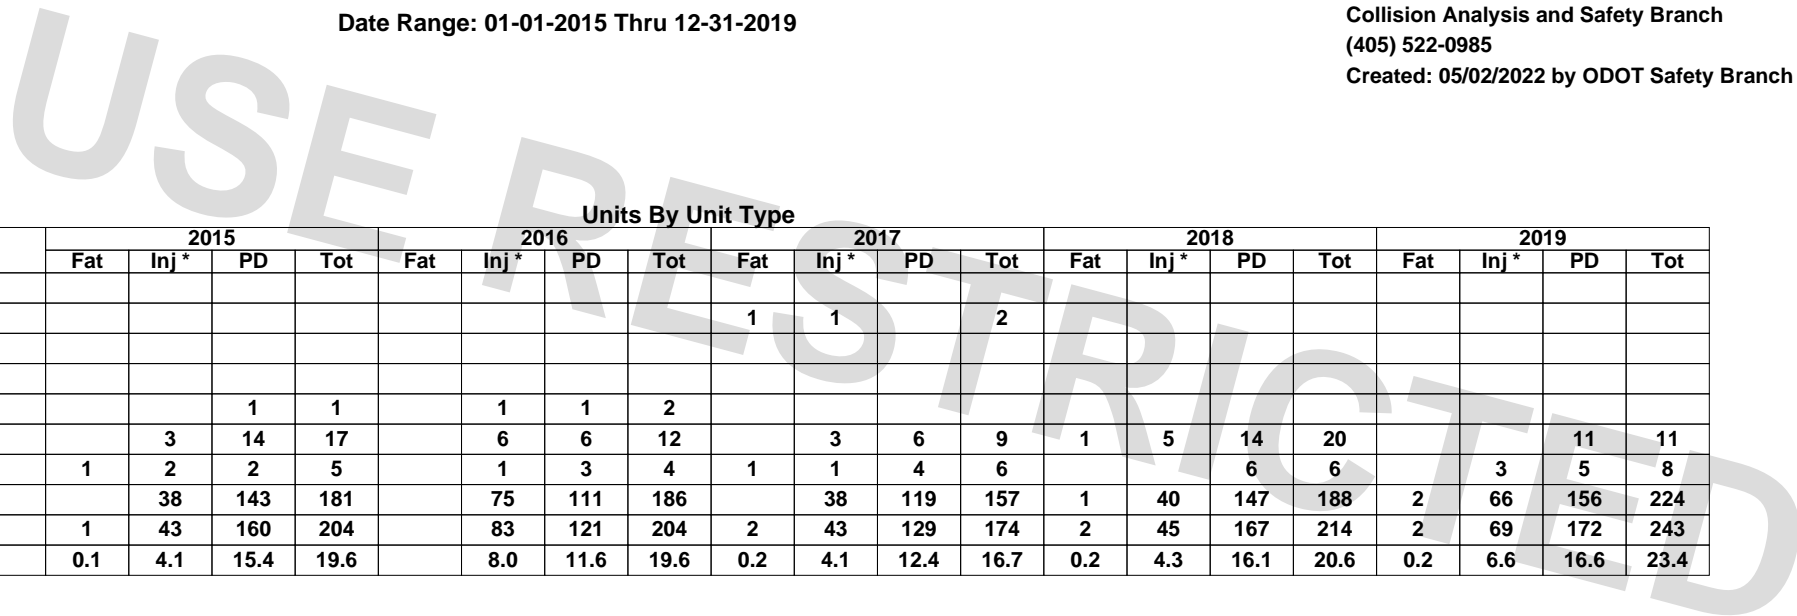 Date Range: 01-01-2015 Thru 12-31-2019
Collision Analysis and Safety Branch
(405) 522-0985
Created: 05/02/2022 by ODOT Safety Branch
USE RESTRICTED
Units By Unit Type
2015 2016 2017 2018 2019
Fat Inj * PD Tot Fat Inj * PD Tot Fat Inj * PD Tot Fat Inj * PD Tot Fat Inj * PD Tot
1 1 2
1 1 1 1 2
3 14 17 6 6 12 3 6 9 1 5 14 20 11 11
1 2 2 5 1 3 4 1 1 4 6 6 6 3 5 8
38 143 181 75 111 186 38 119 157 1 40 147 188 2 66 156 224
1 43 160 204 83 121 204 2 43 129 174 2 45 167 214 2 69 172 243
0.1 4.1 15.4 19.6 8.0 11.6 19.6 0.2 4.1 12.4 16.7 0.2 4.3 16.1 20.6 0.2 6.6 16.6 23.4